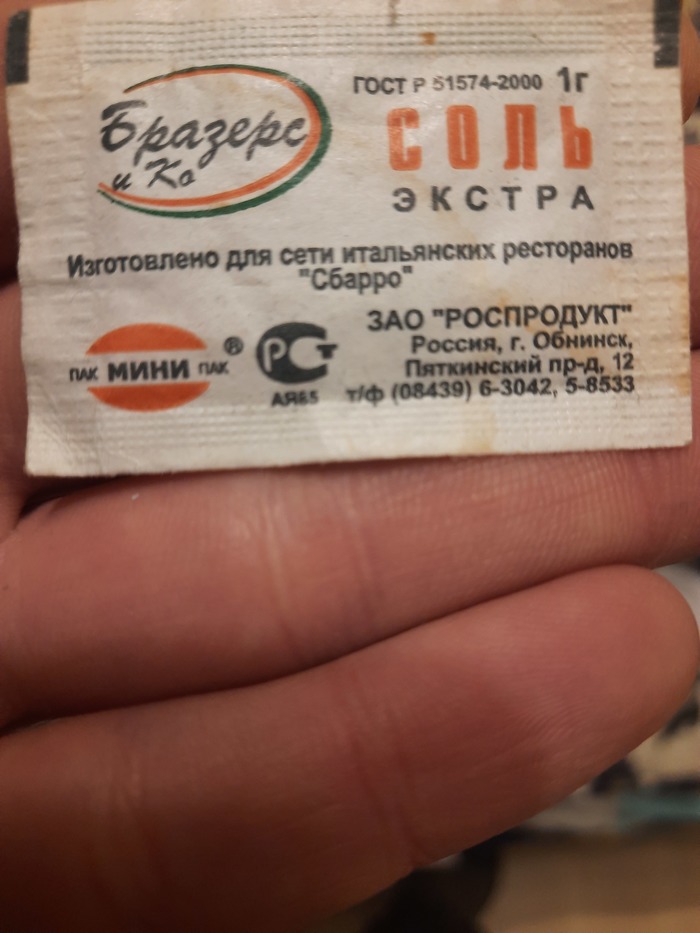 Бразерс
и Ко
ГОСТ Р 51574-2000 1г
СОЛЬ
ЭКСТРА
Изготовлено для сети итальянских ресторанов
"Сбарро"
ПАК МИНИ ПАК ®
РСТ
АЯ65
ЗАО "РОСПРОДУКТ"
Россия, г. Обнинск,
Пяткинский пр-д, 12
т/ф (08439) 6-3042, 5-8533